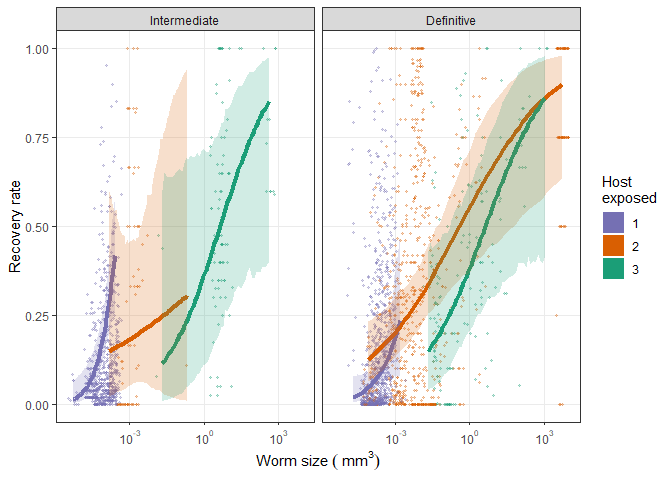 Intermediate
Definitive
Recovery rate
1.00
0.75
0.50
0.25
0.00
10⁻³
10⁰
10³
10⁻³
10⁰
10³
Worm size ( mm³)
Host
exposed
1
2
3